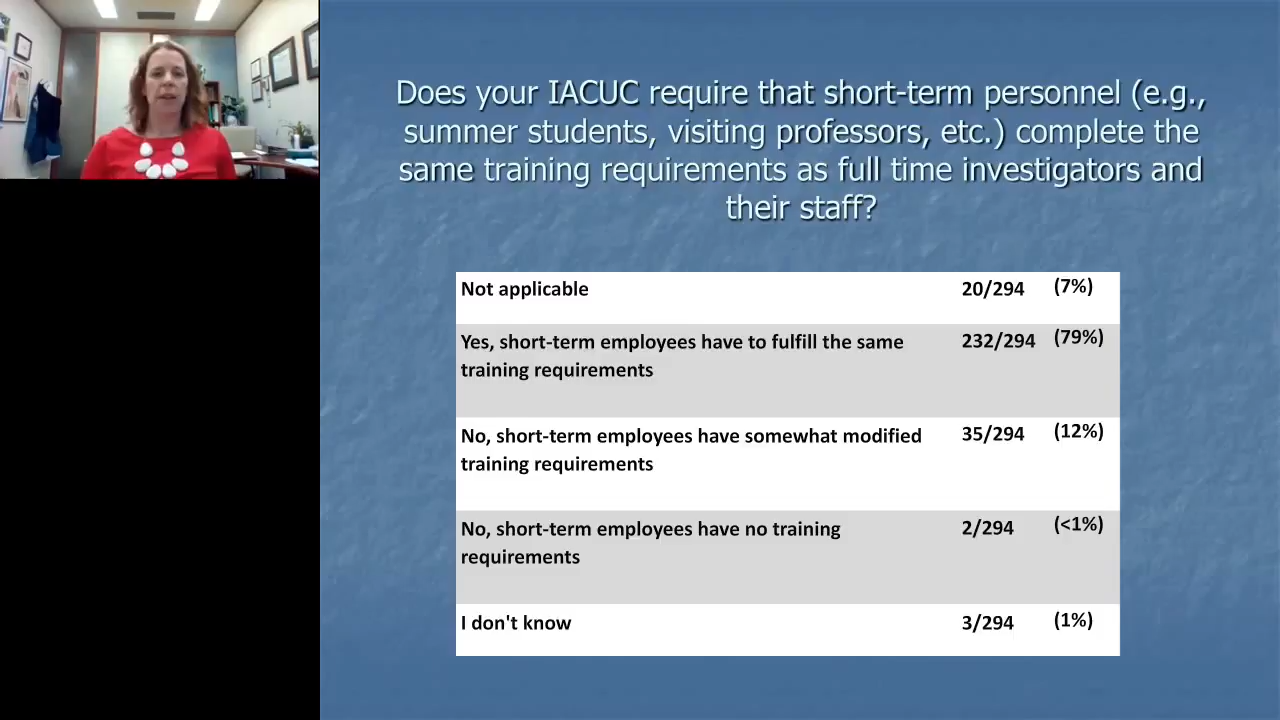 Does your IACUC require that short-term personnel (e.g.,
summer students, visiting professors, etc.) complete the
same training requirements as full time investigators and
their staff?
Not applicable 20/294 (7%)
Yes, short-term employees have to fulfill the same 232/294 (79%)
training requirements
No, short-term employees have somewhat modified 35/294 (12%)
training requirements
No, short-term employees have no training 2/294 (<1%)
requirements
I don't know 3/294 (1%)